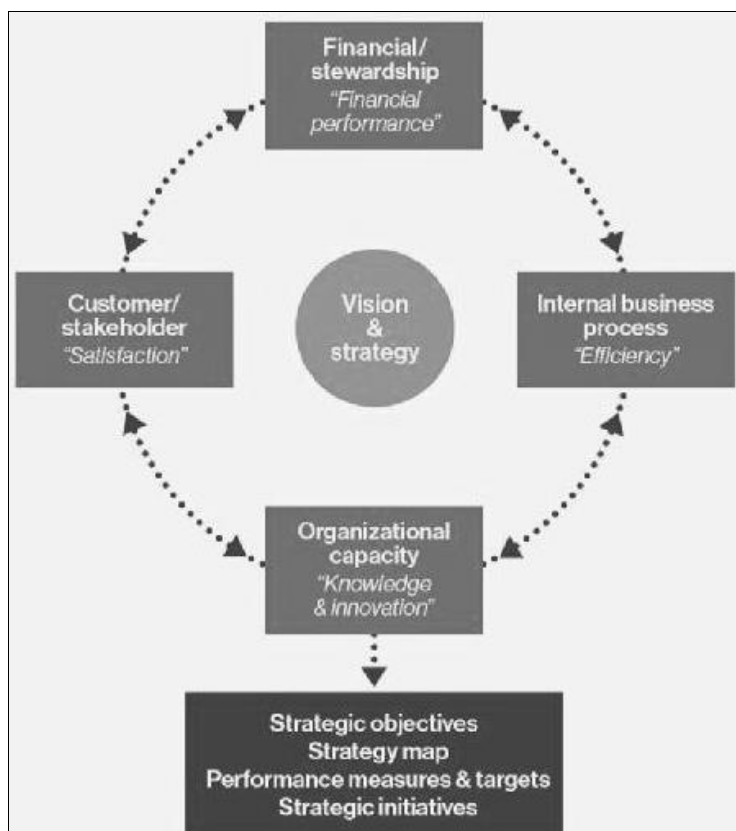 Financial/
stewardship
“Financial
performance”
Customer/
stakeholder
“Satisfaction”
Vision
&
strategy
Internal business
process
“Efficiency”
Organizational
capacity
“Knowledge
& innovation”
Strategic objectives
Strategy map
Performance measures & targets
Strategic initiatives